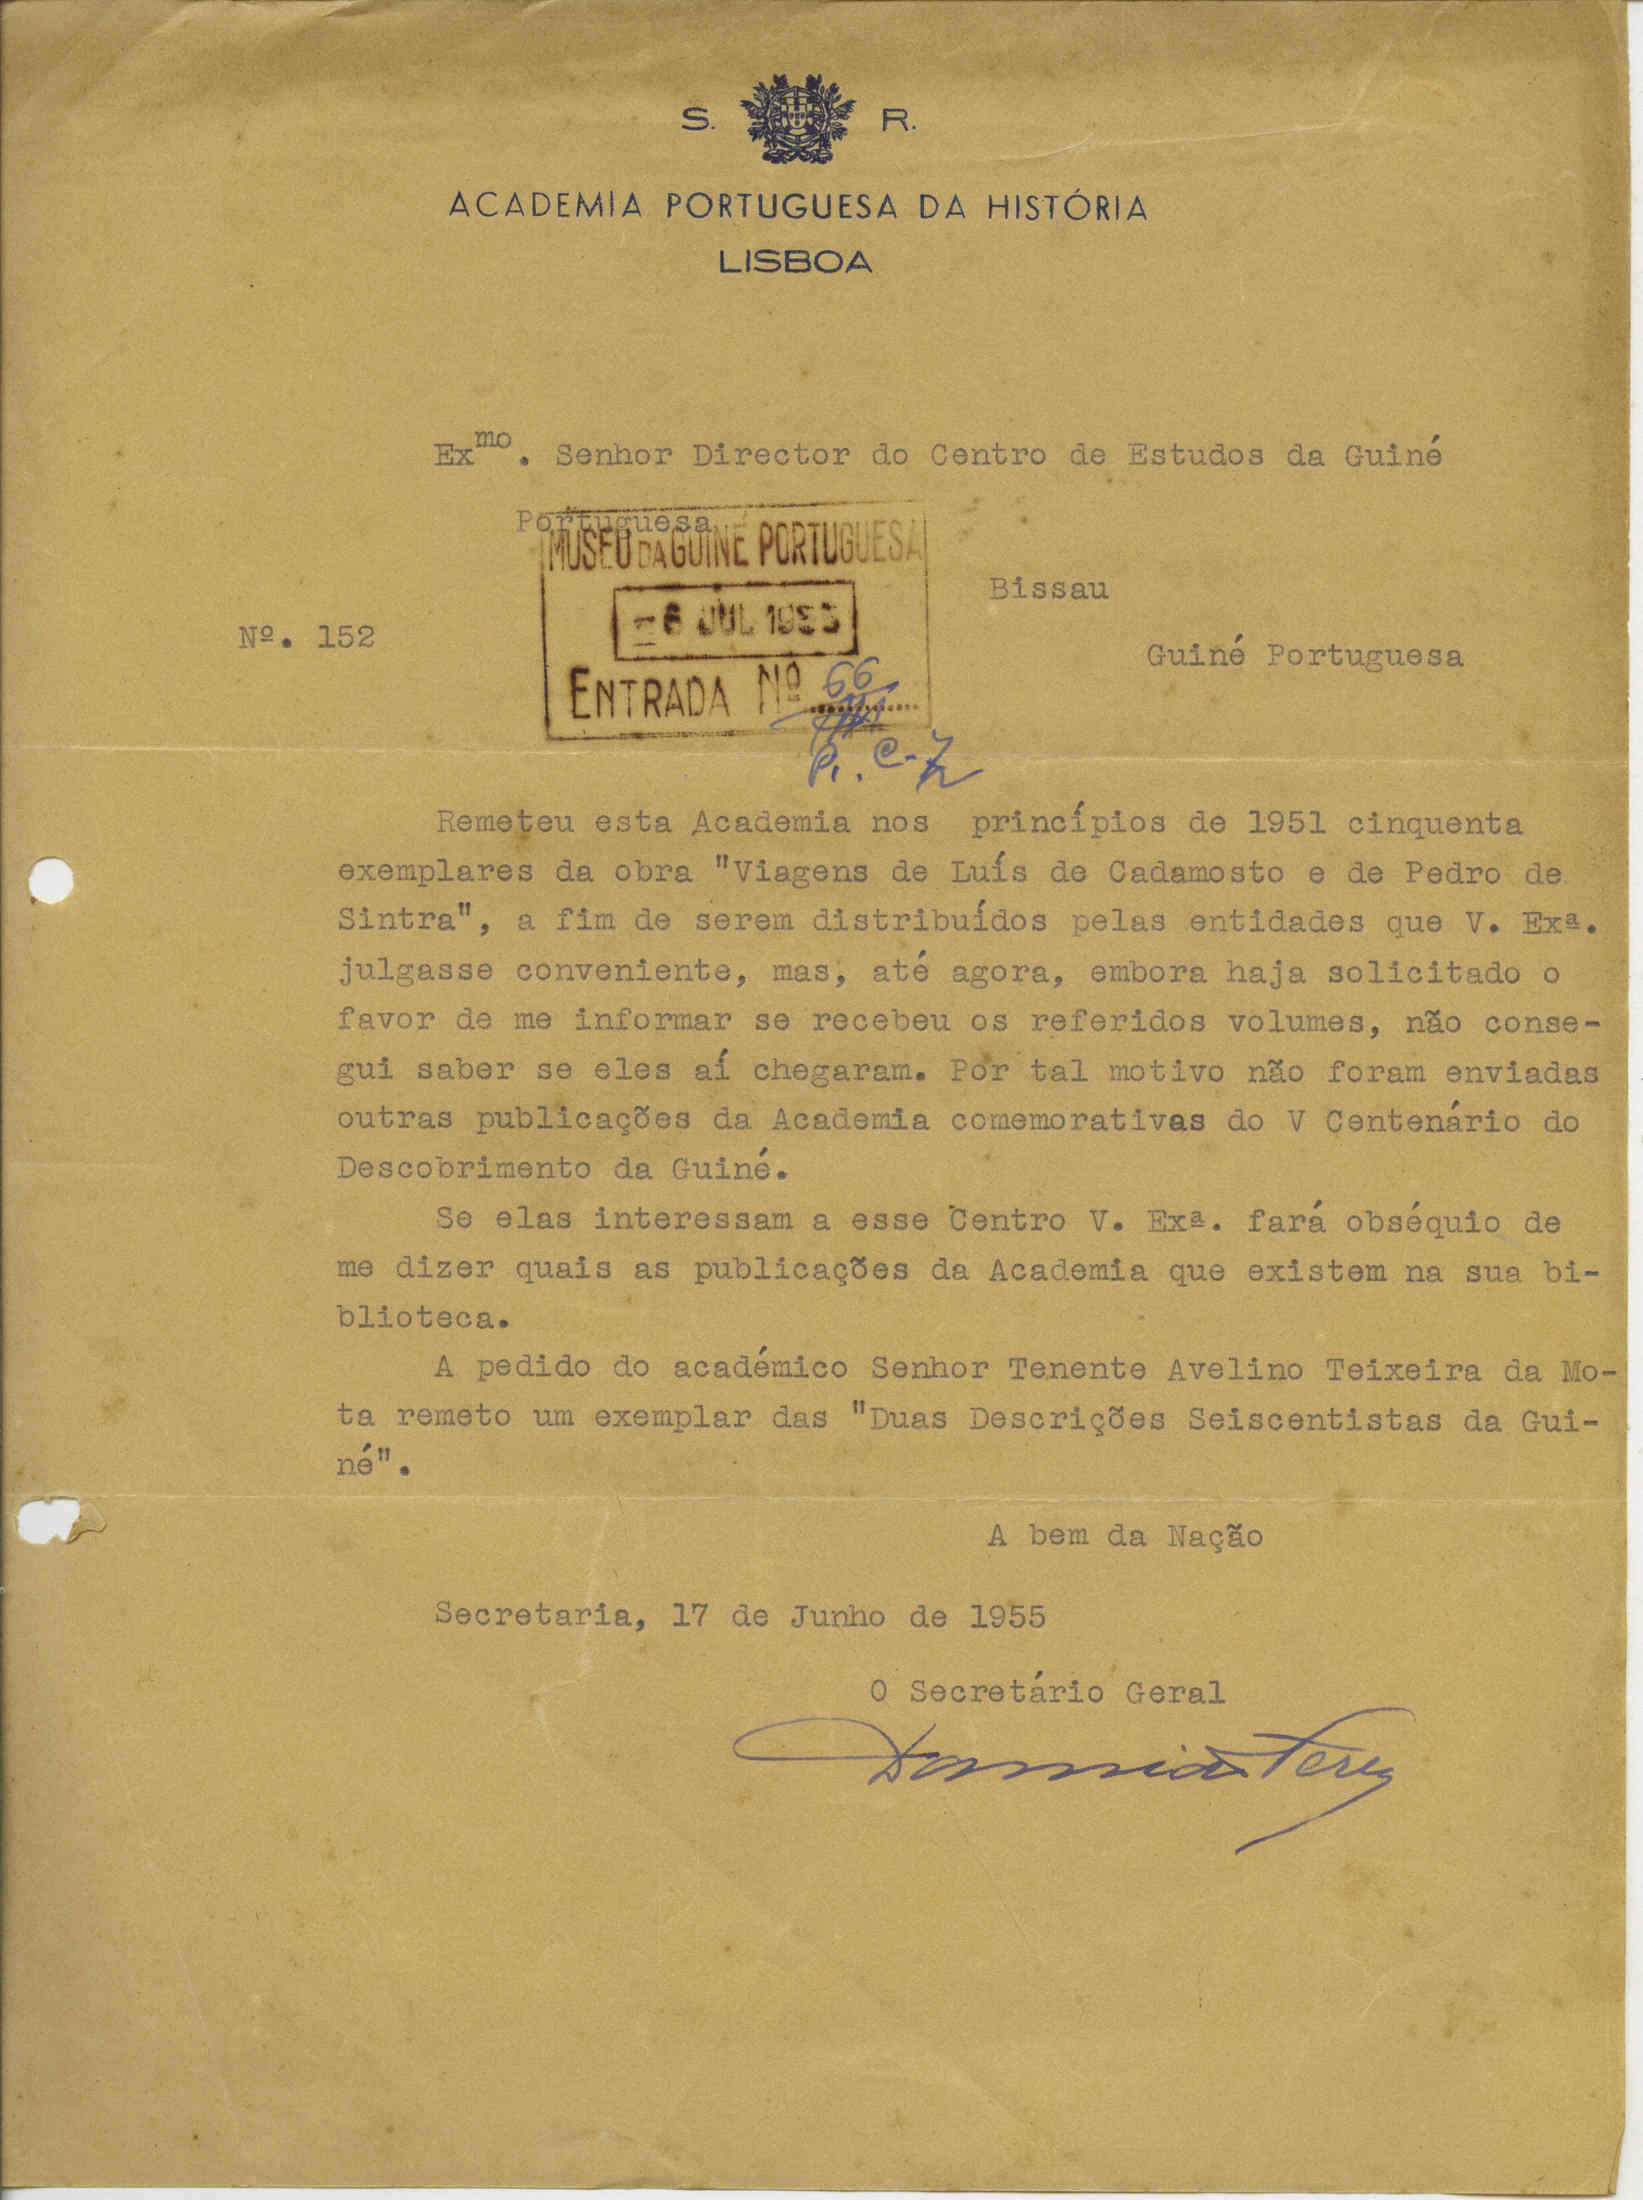 S. R.
ACADEMIA PORTUGUESA DA HISTÓRIA
LISBOA
Exmo. Senhor Director do Centro de Estudos da Guiné
Portuguesa
MUSEU DA GUINÉ PORTUGUESA
Bissau
-6 JUL 1955
Nº. 152
Guiné Portuguesa
ENTRADA Nº 66
P. C-7
Remeteu esta Academia nos princípios de 1951 cinquenta
exemplares da obra "Viagens de Luís de Cadamosto e de Pedro de
Sintra", a fim de serem distribuídos pelas entidades que V. Exª.
julgasse conveniente, mas, até agora, embora haja solicitado o
favor de me informar se recebeu os referidos volumes, não conse-
gui saber se eles aí chegaram. Por tal motivo não foram enviadas
outras publicações da Academia comemorativas do V Centenário do
Descobrimento da Guiné.
Se elas interessam a esse Centro V. Exª. fará obséquio de
me dizer quais as publicações da Academia que existem na sua bi-
blioteca.
A pedido do académico Senhor Tenente Avelino Teixeira da Mo-
ta remeto um exemplar das "Duas Descrições Seiscentistas da Gui-
né".
A bem da Nação
Secretaria, 17 de Junho de 1955
O Secretário Geral
Damião Peres